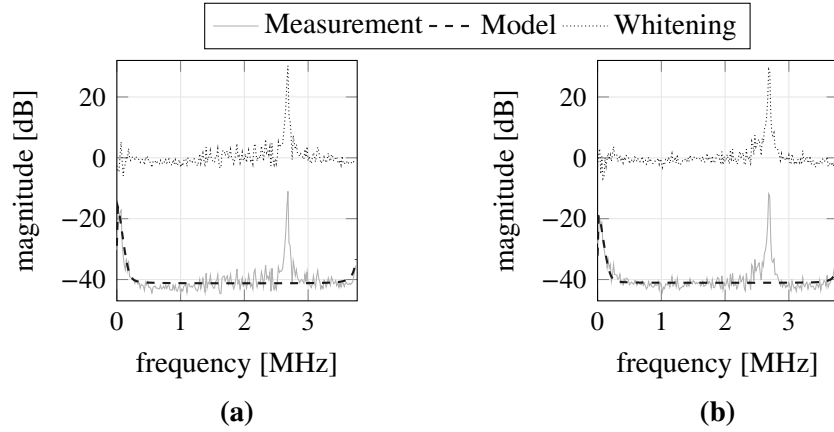 Measurement Model Whitening
20
0
−20
−40
magnitude [dB]
0 1 2 3
frequency [MHz]
(a)
20
0
−20
−40
magnitude [dB]
0 1 2 3
frequency [MHz]
(b)